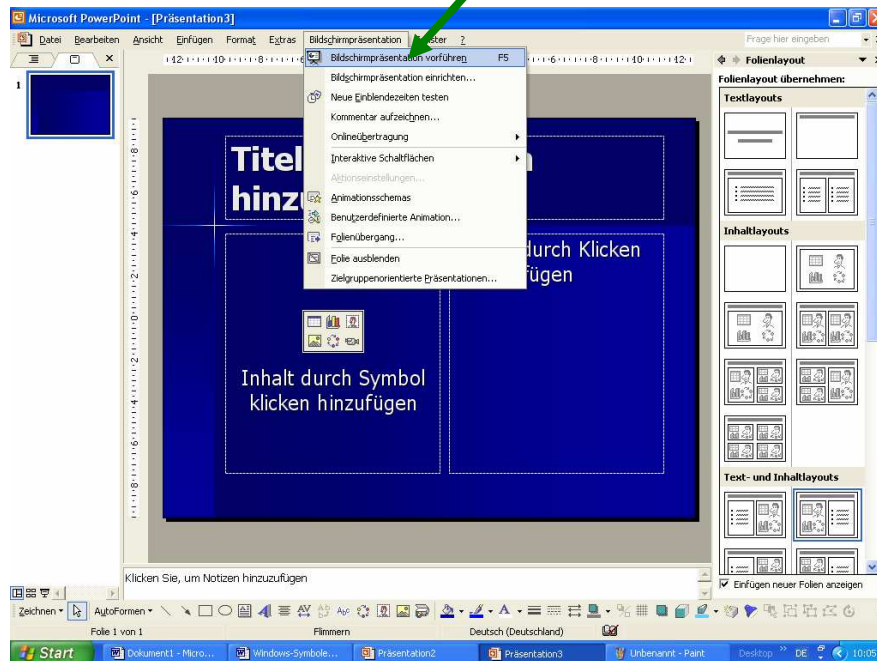 Microsoft PowerPoint - [Präsentation3]
Datei Bearbeiten Ansicht Einfügen Format Extras Bildschirmpräsentation ?
Frage hier eingeben
Bildschirmpräsentation vorführen F5
Bildschirmpräsentation einrichten...
Neue Einblendezeiten testen
Kommentar aufzeichnen...
Onlineübertragung
Interaktive Schaltflächen
Aktionseinstellungen...
Animationsschemas
Benutzerdefinierte Animation...
Folienübergang...
Folie ausblenden
Zielgruppenorientierte Präsentationen...
1
Titel
durch Klicken
Inhalt durch Symbol
klicken hinzufügen
Folienlayout
Folienlayout übernehmen:
Textlayouts
Inhaltlayouts
Text- und Inhaltlayouts
Einfügen neuer Folien anzeigen
Klicken Sie, um Notizen hinzuzufügen
Zeichnen AutoFormen
Folie 1 von 1 Flimmern Deutsch (Deutschland)
Start Dokument1 - Micro... Windows-Symbole... Präsentation2 Präsentation3 Unbenannt - Paint Desktop » DE 10:05